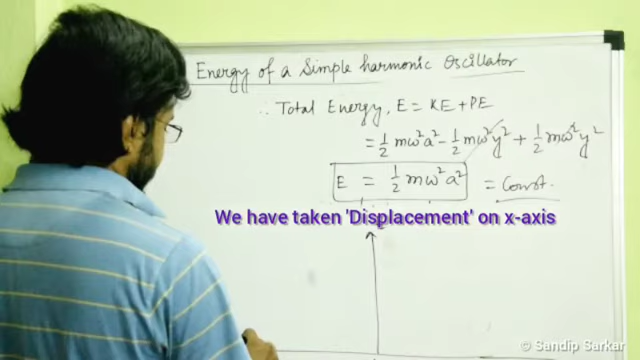 Energy of a Simple harmonic Oscillator
∴ Total Energy, E = KE + PE
= 1/2 mω²a² - 1/2 mω²y² + 1/2 mω²y²
E = 1/2 mω²a² = Const.
We have taken 'Displacement' on x-axis
© Sandip Sarkar